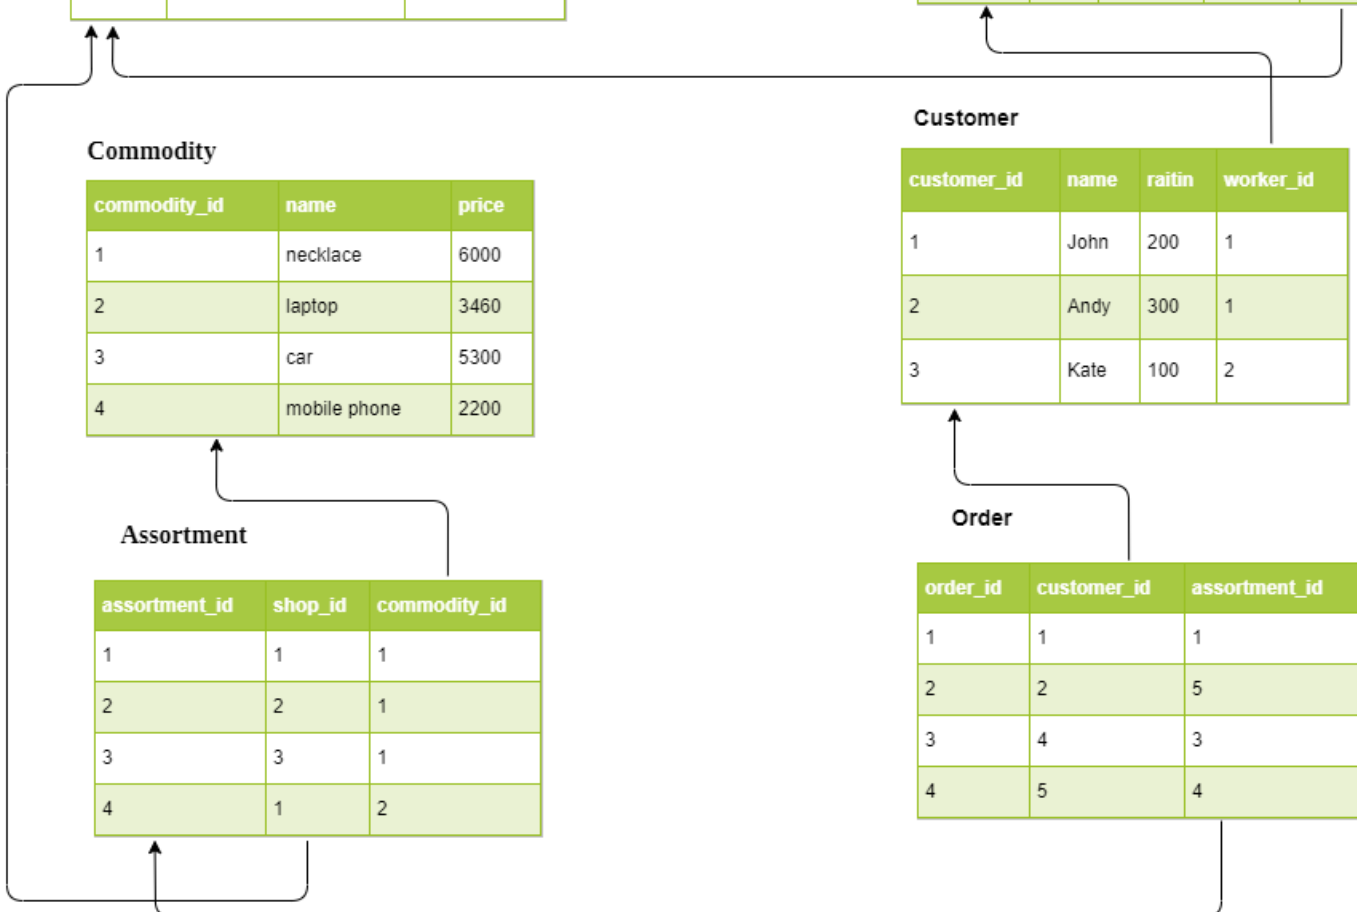 Commodity
commodity_id name price
1 necklace 6000
2 laptop 3460
3 car 5300
4 mobile phone 2200
Customer
customer_id name raitin worker_id
1 John 200 1
2 Andy 300 1
3 Kate 100 2
Assortment
assortment_id shop_id commodity_id
1 1 1
2 2 1
3 3 1
4 1 2
Order
order_id customer_id assortment_id
1 1 1
2 2 5
3 4 3
4 5 4